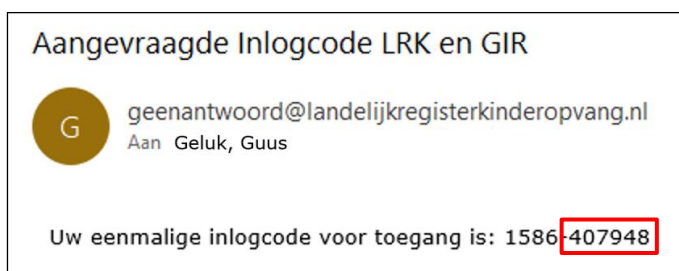 Aangevraagde Inlogcode LRK en GIR
G
geenantwoord@landelijkregisterkinderopvang.nl
Aan Geluk, Guus
Uw eenmalige inlogcode voor toegang is: 1586-407948